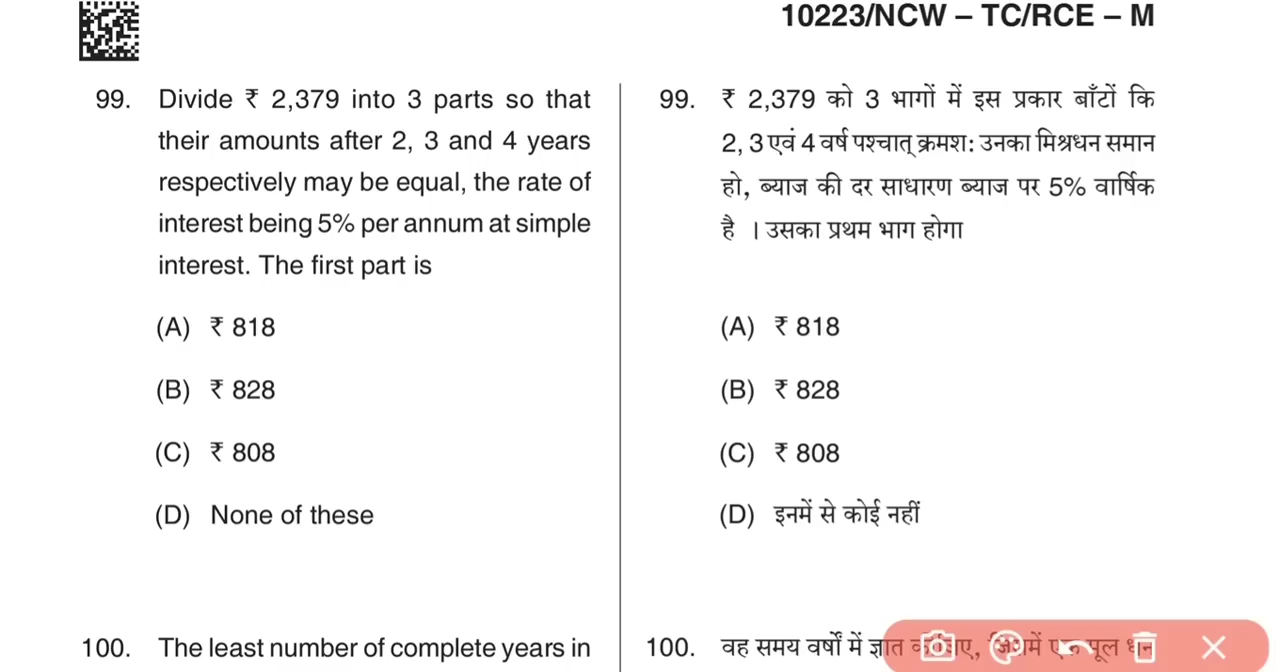 10223/NCW – TC/RCE – M
99. Divide ₹ 2,379 into 3 parts so that
their amounts after 2, 3 and 4 years
respectively may be equal, the rate of
interest being 5% per annum at simple
interest. The first part is
(A) ₹ 818
(B) ₹ 828
(C) ₹ 808
(D) None of these
100. The least number of complete years in
99. ₹ 2,379 को 3 भागों में इस प्रकार बाँटों कि
2, 3 एवं 4 वर्ष पश्चात् क्रमश: उनका मिश्रधन समान
हो, ब्याज की दर साधारण ब्याज पर 5% वार्षिक
है । उसका प्रथम भाग होगा
(A) ₹ 818
(B) ₹ 828
(C) ₹ 808
(D) इनमें से कोई नहीं
100. वह समय वर्षों में ज्ञात कीजिए, जिसमें एक मूल धन